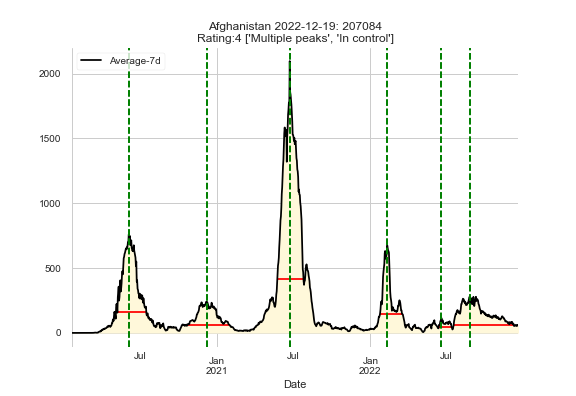 Afghanistan 2022-12-19: 207084
Rating:4 ['Multiple peaks', 'In control']
Average-7d
2000
1500
1000
500
0
Jul
Jan
2021
Jul
Jan
2022
Jul
Date